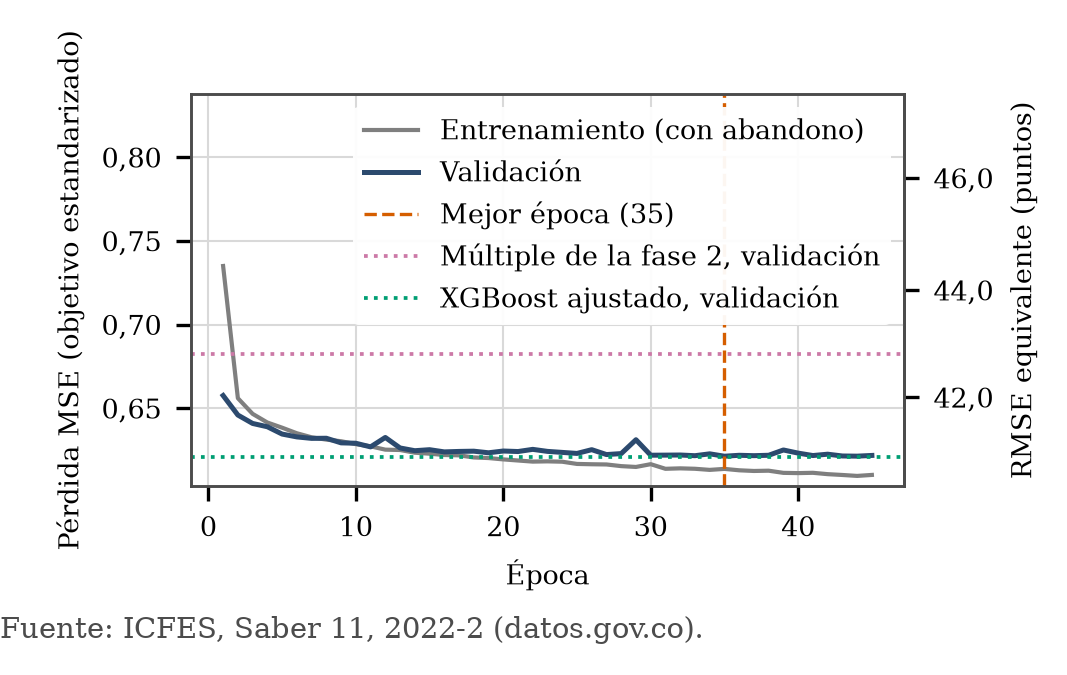 Pérdida MSE (objetivo estandarizado)
0,80
0,75
0,70
0,65
Entrenamiento (con abandono)
Validación
Mejor época (35)
Múltiple de la fase 2, validación
XGBoost ajustado, validación
46,0
44,0
42,0
RMSE equivalente (puntos)
0 10 20 30 40
Época
Fuente: ICFES, Saber 11, 2022-2 (datos.gov.co).